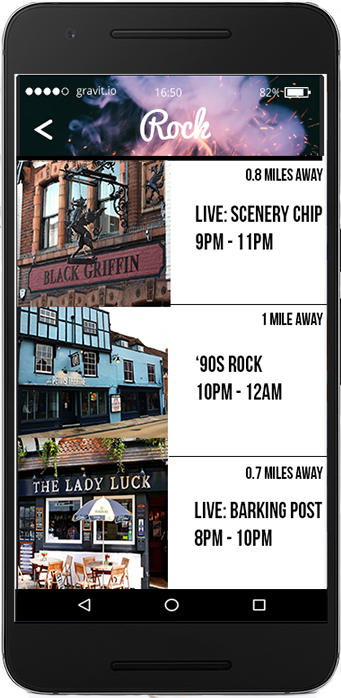 gravit.io 16:50 82%
Rock
0.8 MILES AWAY
LIVE: SCENERY CHIP
9PM - 11PM
BLACK GRIFFIN
1 MILE AWAY
‘90S ROCK
10PM - 12AM
0.7 MILES AWAY
THE LADY LUCK
LIVE: BARKING POST
8PM - 10PM